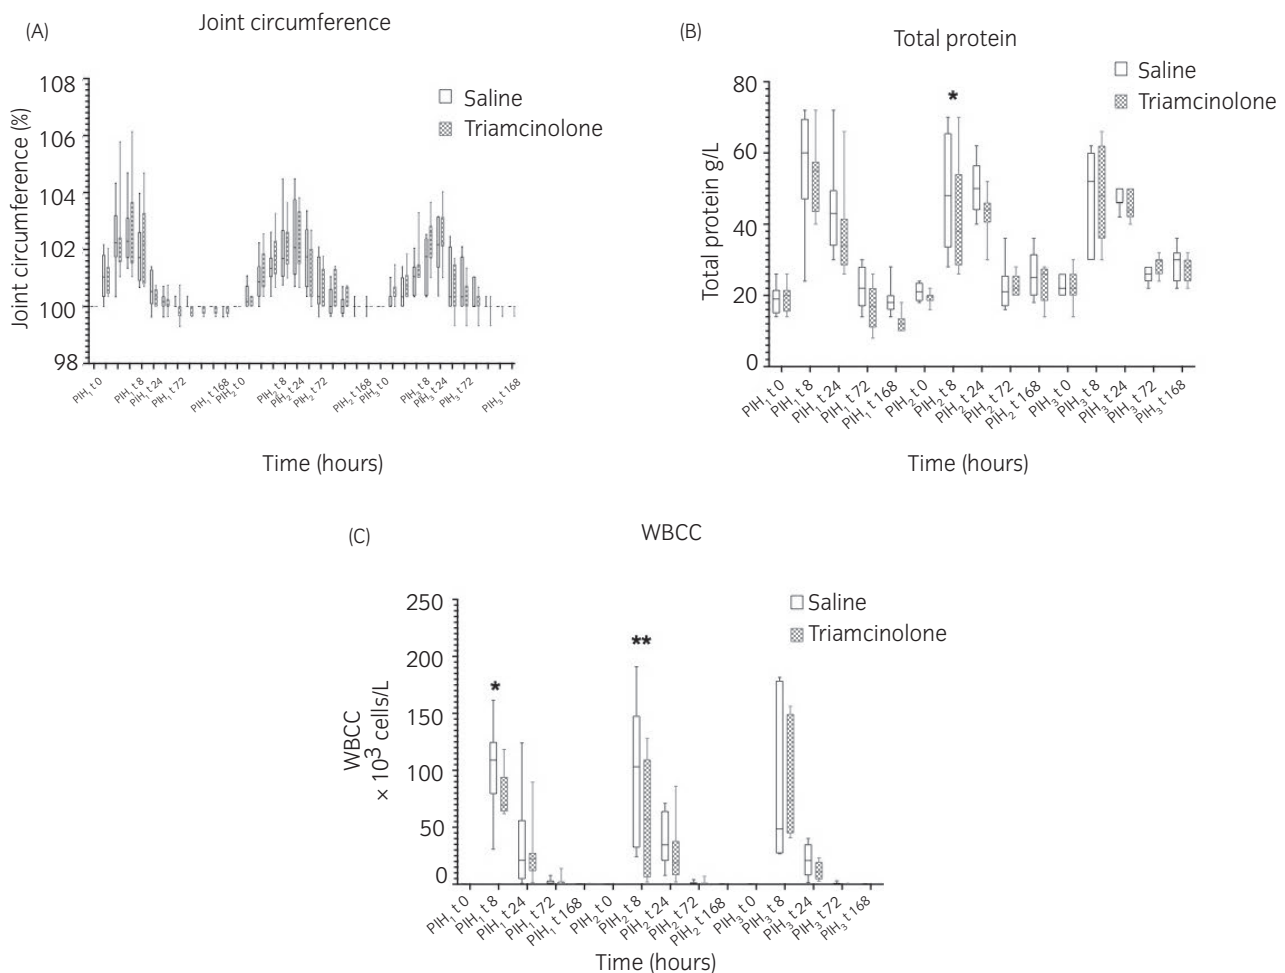 (A)
Joint circumference
108
106
104
102
100
98
Joint circumference (%)
Saline
Triamcinolone
PIH₁ t 0
PIH₁ t 8
PIH₁ t 24
PIH₁ t 72
PIH₁ t 168
PIH₂ t 0
PIH₂ t 8
PIH₂ t 24
PIH₂ t 72
PIH₂ t 168
PIH₃ t 0
PIH₃ t 8
PIH₃ t 24
PIH₃ t 72
PIH₃ t 168
Time (hours)
(B)
Total protein
80
60
40
20
0
Total protein g/L
Saline
Triamcinolone
*
PIH₁ t 0
PIH₁ t 8
PIH₁ t 24
PIH₁ t 72
PIH₁ t 168
PIH₂ t 0
PIH₂ t 8
PIH₂ t 24
PIH₂ t 72
PIH₂ t 168
PIH₃ t 0
PIH₃ t 8
PIH₃ t 24
PIH₃ t 72
PIH₃ t 168
Time (hours)
(C)
WBCC
250
200
150
100
50
0
WBCC
× 10³ cells/L
Saline
Triamcinolone
*
**
PIH₁ t 0
PIH₁ t 8
PIH₁ t 24
PIH₁ t 72
PIH₁ t 168
PIH₂ t 0
PIH₂ t 8
PIH₂ t 24
PIH₂ t 72
PIH₂ t 168
PIH₃ t 0
PIH₃ t 8
PIH₃ t 24
PIH₃ t 72
PIH₃ t 168
Time (hours)